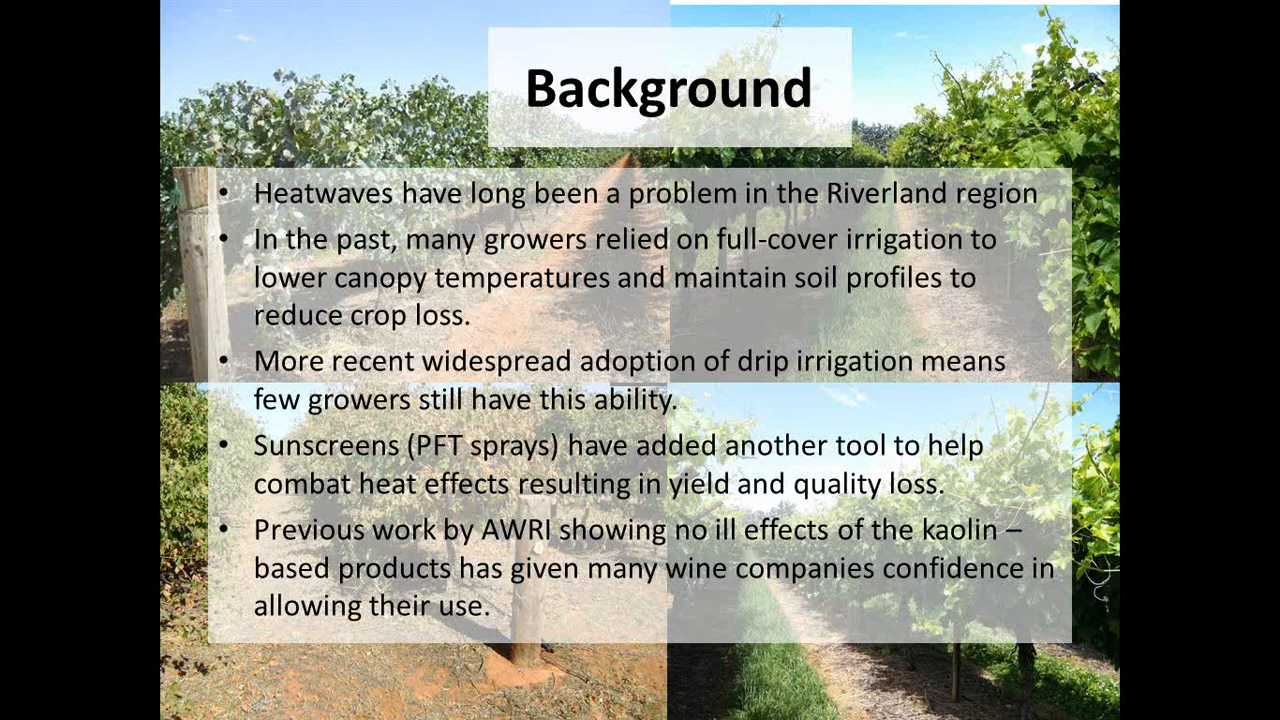 Background
• Heatwaves have long been a problem in the Riverland region
• In the past, many growers relied on full-cover irrigation to
lower canopy temperatures and maintain soil profiles to
reduce crop loss.
• More recent widespread adoption of drip irrigation means
few growers still have this ability.
• Sunscreens (PFT sprays) have added another tool to help
combat heat effects resulting in yield and quality loss.
• Previous work by AWRI showing no ill effects of the kaolin –
based products has given many wine companies confidence in
allowing their use.